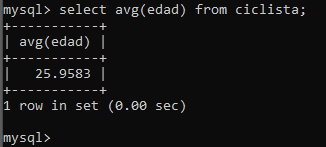 mysql> select avg(edad) from ciclista;
+-----------+
| avg(edad) |
+-----------+
|   25.9583 |
+-----------+
1 row in set (0.00 sec)

mysql>